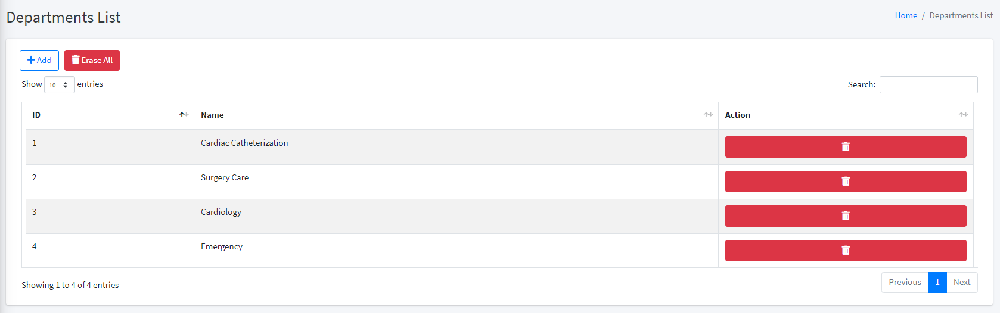 Departments List
Home / Departments List
Add Erase All
Show 10 entries
Search:
ID Name Action
1 Cardiac Catheterization
2 Surgery Care
3 Cardiology
4 Emergency
Showing 1 to 4 of 4 entries
Previous 1 Next